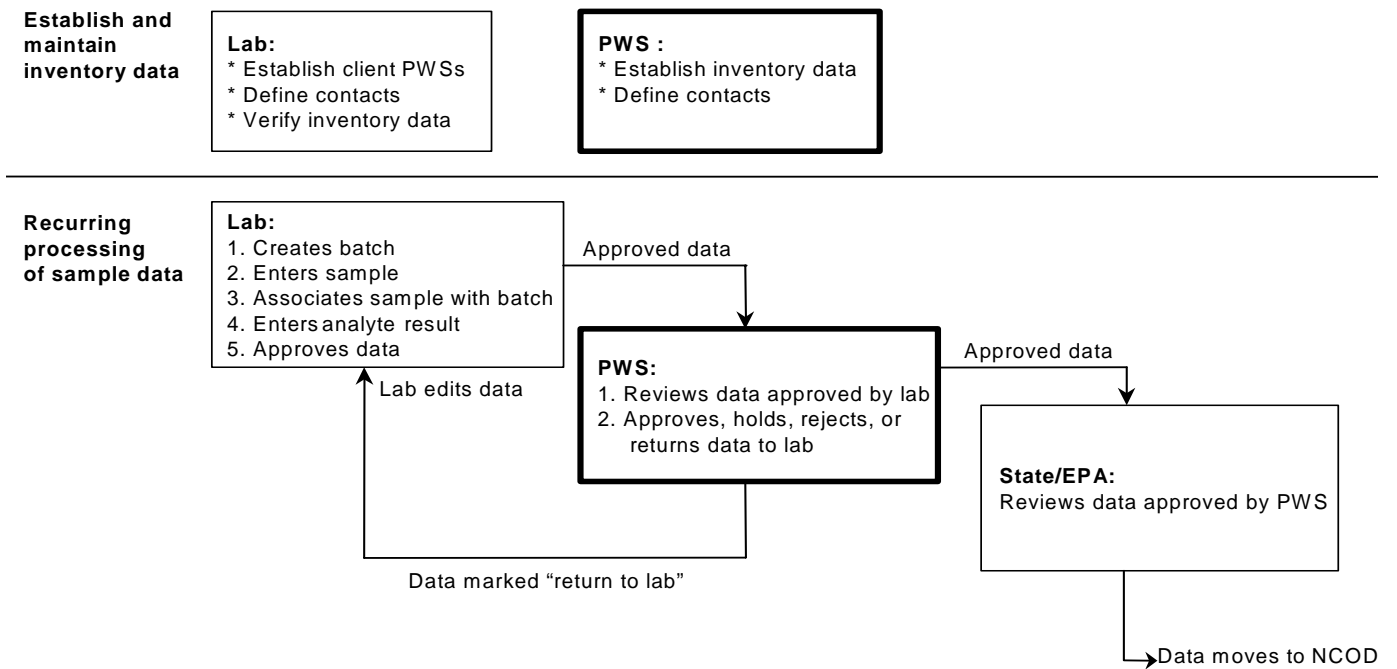 Establish and
maintain
inventory data
Lab:
* Establish client PWSs
* Define contacts
* Verify inventory data
PWS :
* Establish inventory data
* Define contacts
Recurring
processing
of sample data
Lab:
1. Creates batch
2. Enters sample
3. Associates sample with batch
4. Enters analyte result
5. Approves data
Approved data
Lab edits data
PWS:
1. Reviews data approved by lab
2. Approves, holds, rejects, or
returns data to lab
Approved data
State/EPA:
Reviews data approved by PWS
Data marked “return to lab”
Data moves to NCOD